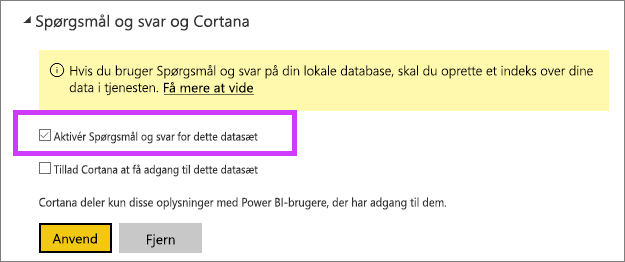 Spørgsmål og svar og Cortana
Hvis du bruger Spørgsmål og svar på din lokale database, skal du oprette et indeks over dine
data i tjenesten. Få mere at vide
Aktivér Spørgsmål og svar for dette datasæt
Tillad Cortana at få adgang til dette datasæt
Cortana deler kun disse oplysninger med Power BI-brugere, der har adgang til dem.
Anvend
Fjern